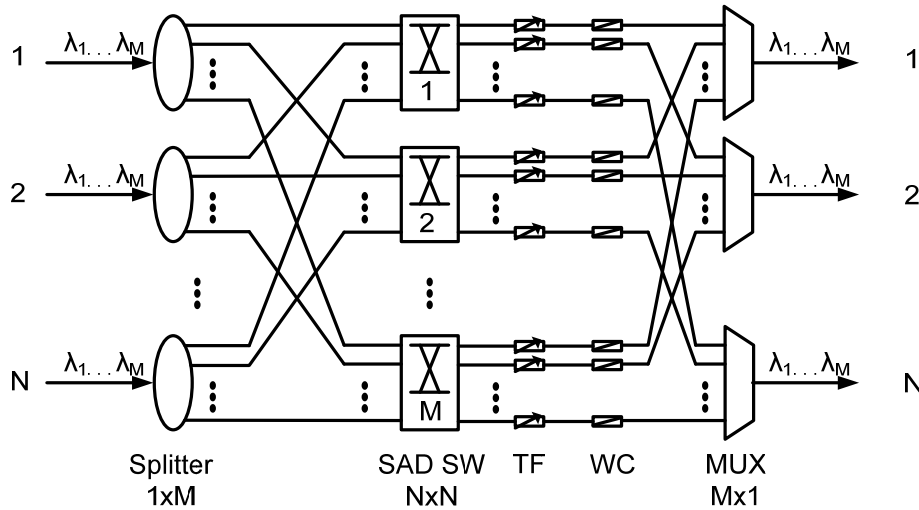 1 λ1. . . λM 1 λ1. . . λM 1
2 λ1. . . λM 2 λ1. . . λM 2
N λ1. . . λM M λ1. . . λM N
Splitter SAD SW TF WC MUX
1xM NxN Mx1